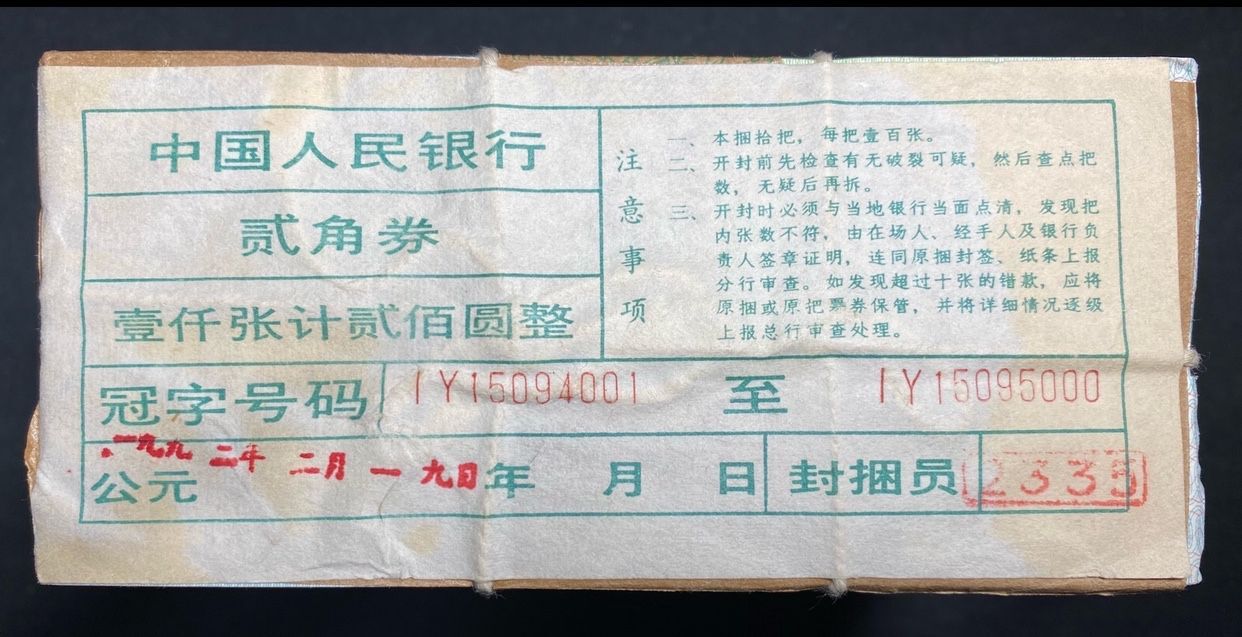 中国人民银行
贰角券
壹仟张计贰佰圆整
注意事项
一、本捆拾把，每把壹百张。
二、开封前先检查有无破裂可疑，然后查点把
数，无疑后再拆。
三、开封时必须与当地银行当面点清，发现把
内张数不符，由在场人、经手人及银行负
责人签章证明，连同原捆封签、纸条上报
分行审查。如发现超过十张的错款，应将
原捆或原把票券保管，并将详细情况逐级
上报总行审查处理。
冠字号码 IY15094001 至 IY15095000
一九九二年 二月 一九日
公元 年 月 日 封捆员 2335